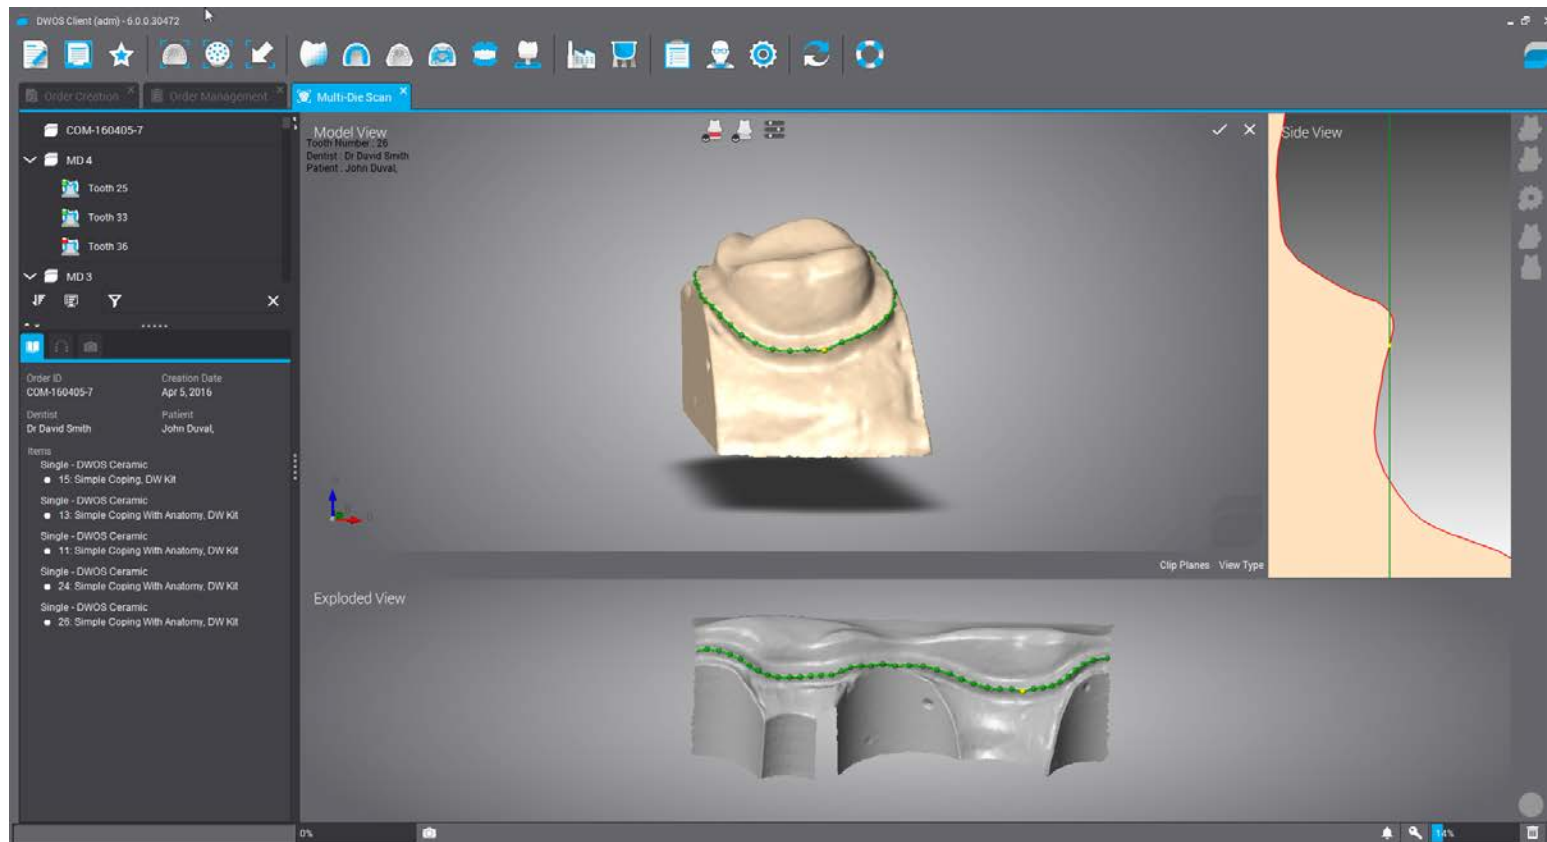 DWOS Client (adm) - 6.0.0.30472
Order Creation
Order Management
Multi-Die Scan
COM-160405-7
MD 4
Tooth 25
Tooth 33
Tooth 36
MD 3
Order ID
Creation Date
COM-160405-7
Apr 5, 2016
Dentist
Patient
Dr David Smith
John Duval,
Items
Single - DWOS Ceramic
15: Simple Coping, DW Kit
Single - DWOS Ceramic
13: Simple Coping With Anatomy, DW Kit
Single - DWOS Ceramic
11: Simple Coping With Anatomy, DW Kit
Single - DWOS Ceramic
24: Simple Coping With Anatomy, DW Kit
Single - DWOS Ceramic
26: Simple Coping With Anatomy, DW Kit
Model View
Tooth Number : 26
Dentist : Dr David Smith
Patient : John Duval,
Side View
Clip Planes View Type
Exploded View
0%
14%